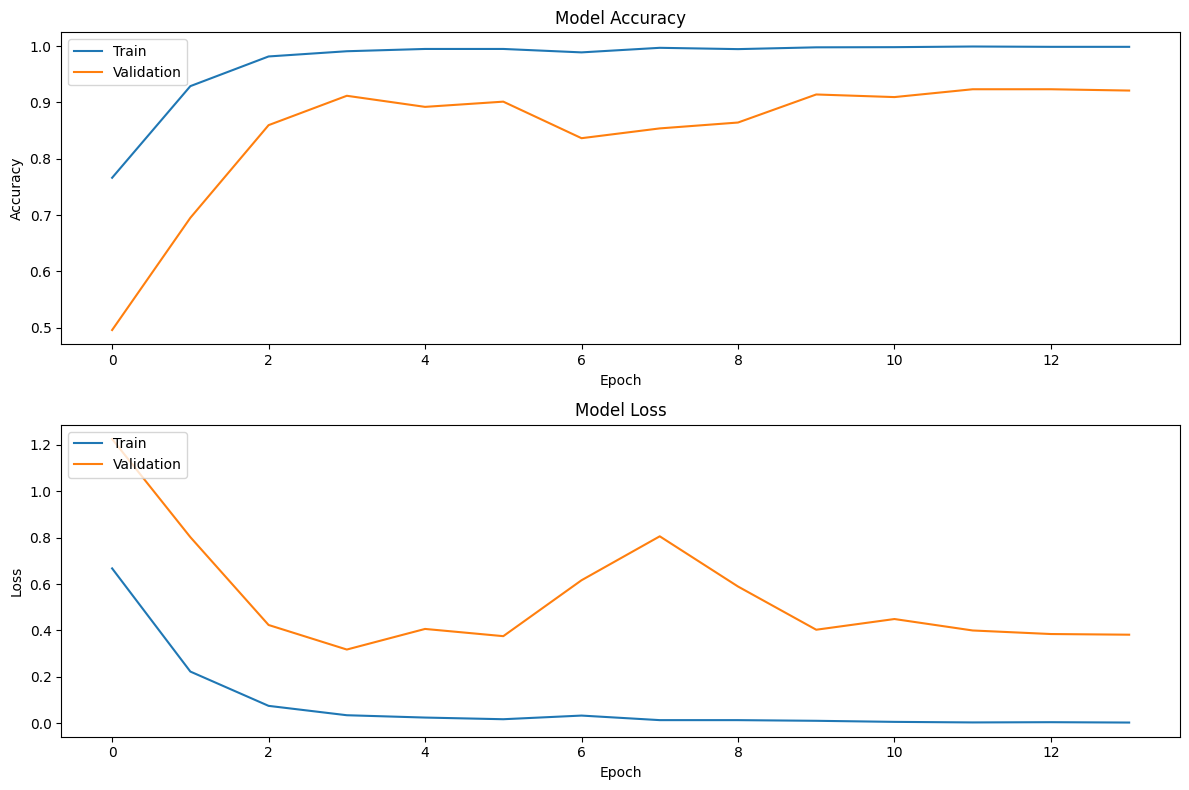 Model Accuracy
Train
Validation
1.0
0.9
0.8
0.7
0.6
0.5
Accuracy
0 2 4 6 8 10 12
Epoch
Model Loss
Train
Validation
1.2
1.0
0.8
0.6
0.4
0.2
0.0
Loss
0 2 4 6 8 10 12
Epoch